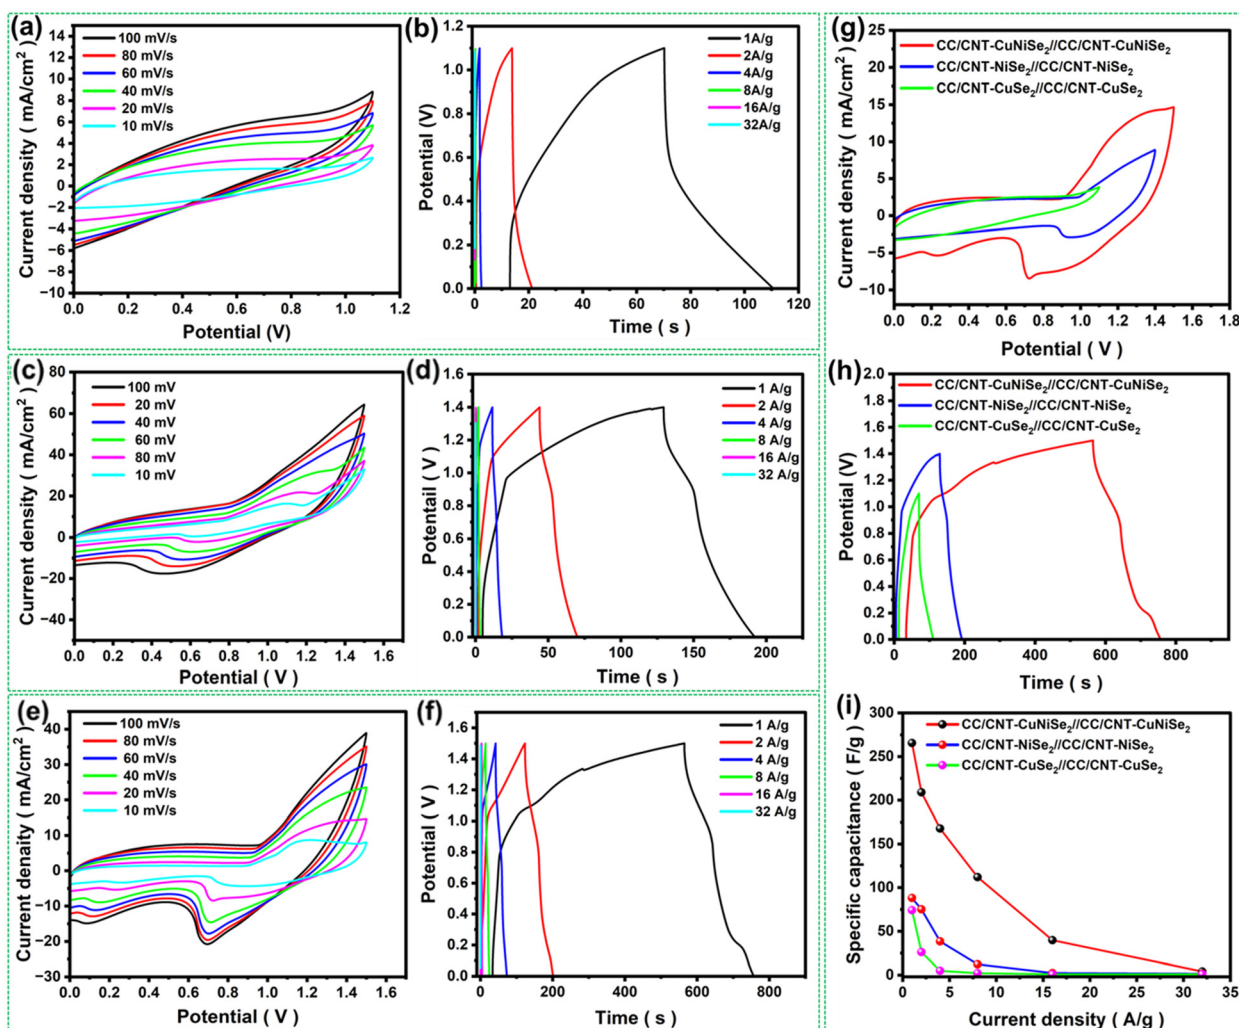 (a)
100 mV/s
80 mV/s
60 mV/s
40 mV/s
20 mV/s
10 mV/s
14
12
10
8
6
4
2
0
−2
−4
−6
−8
−10
0.0 0.2 0.4 0.6 0.8 1.0 1.2
Current density ( mA/cm²)
Potential (V)
(b)
1A/g
2A/g
4A/g
8A/g
16A/g
32A/g
1.2
1.0
0.8
0.6
0.4
0.2
0.0
0 20 40 60 80 100 120
Potential (V)
Time ( s )
(c)
100 mV
20 mV
40 mV
60 mV
80 mV
10 mV
80
60
40
20
0
−20
−40
0.0 0.2 0.4 0.6 0.8 1.0 1.2 1.4 1.6
Current density ( mA/cm²)
Potential ( V )
(d)
1 A/g
2 A/g
4 A/g
8 A/g
16 A/g
32 A/g
1.6
1.4
1.2
1.0
0.8
0.6
0.4
0.2
0.0
0 50 100 150 200
Potentail ( V )
Time ( s )
(e)
100 mV/s
80 mV/s
60 mV/s
40 mV/s
20 mV/s
10 mV/s
40
30
20
10
0
−10
−20
−30
0.0 0.2 0.4 0.6 0.8 1.0 1.2 1.4 1.6
Current denaity ( mA/cm²)
Potential ( V )
(f)
1 A/g
2 A/g
4 A/g
8 A/g
16 A/g
32 A/g
1.6
1.4
1.2
1.0
0.8
0.6
0.4
0.2
0.0
0 200 400 600 800
Potential ( V )
Time ( s )
(g)
CC/CNT-CuNiSe₂//CC/CNT-CuNiSe₂
CC/CNT-NiSe₂//CC/CNT-NiSe₂
CC/CNT-CuSe₂//CC/CNT-CuSe₂
25
20
15
10
5
0
−5
−10
0.0 0.2 0.4 0.6 0.8 1.0 1.2 1.4 1.6 1.8
Current density ( mA/cm²)
Potential ( V )
(h)
CC/CNT-CuNiSe₂//CC/CNT-CuNiSe₂
CC/CNT-NiSe₂//CC/CNT-NiSe₂
CC/CNT-CuSe₂//CC/CNT-CuSe₂
2.0
1.8
1.6
1.4
1.2
1.0
0.8
0.6
0.4
0.2
0.0
0 200 400 600 800
Potential (V)
Time ( s )
(i)
CC/CNT-CuNiSe₂//CC/CNT-CuNiSe₂
CC/CNT-NiSe₂//CC/CNT-NiSe₂
CC/CNT-CuSe₂//CC/CNT-CuSe₂
300
250
200
150
100
50
0
0 5 10 15 20 25 30 35
Specific capacitance ( F/g)
Current density ( A/g)